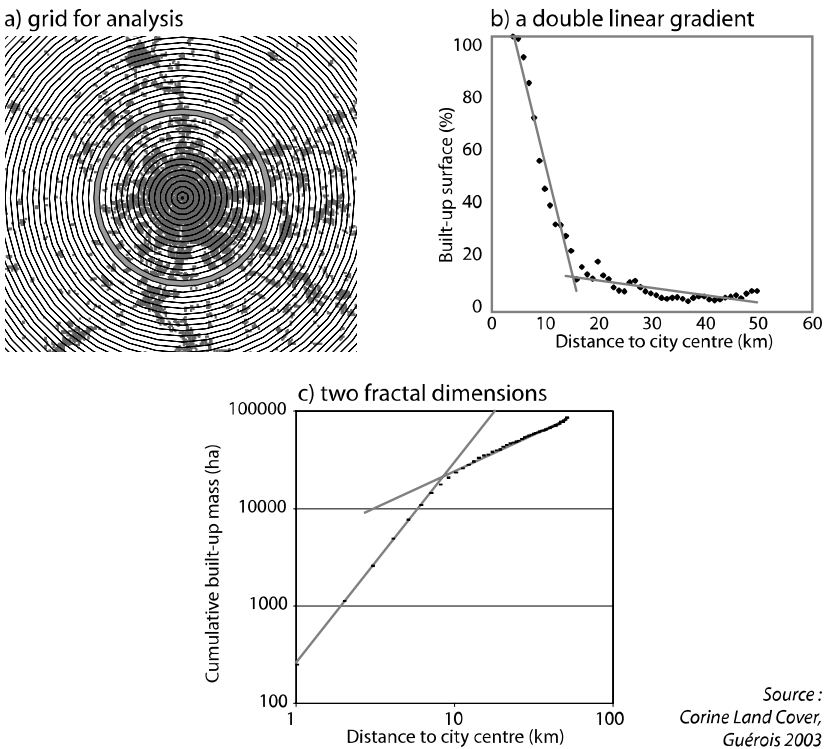 a) grid for analysis
b) a double linear gradient
Built-up surface (%)
100
80
60
40
20
0
0 10 20 30 40 50 60
Distance to city centre (km)
c) two fractal dimensions
Cumulative built-up mass (ha)
100000
10000
1000
100
1 10 100
Distance to city centre (km)
Source :
Corine Land Cover,
Guérois 2003